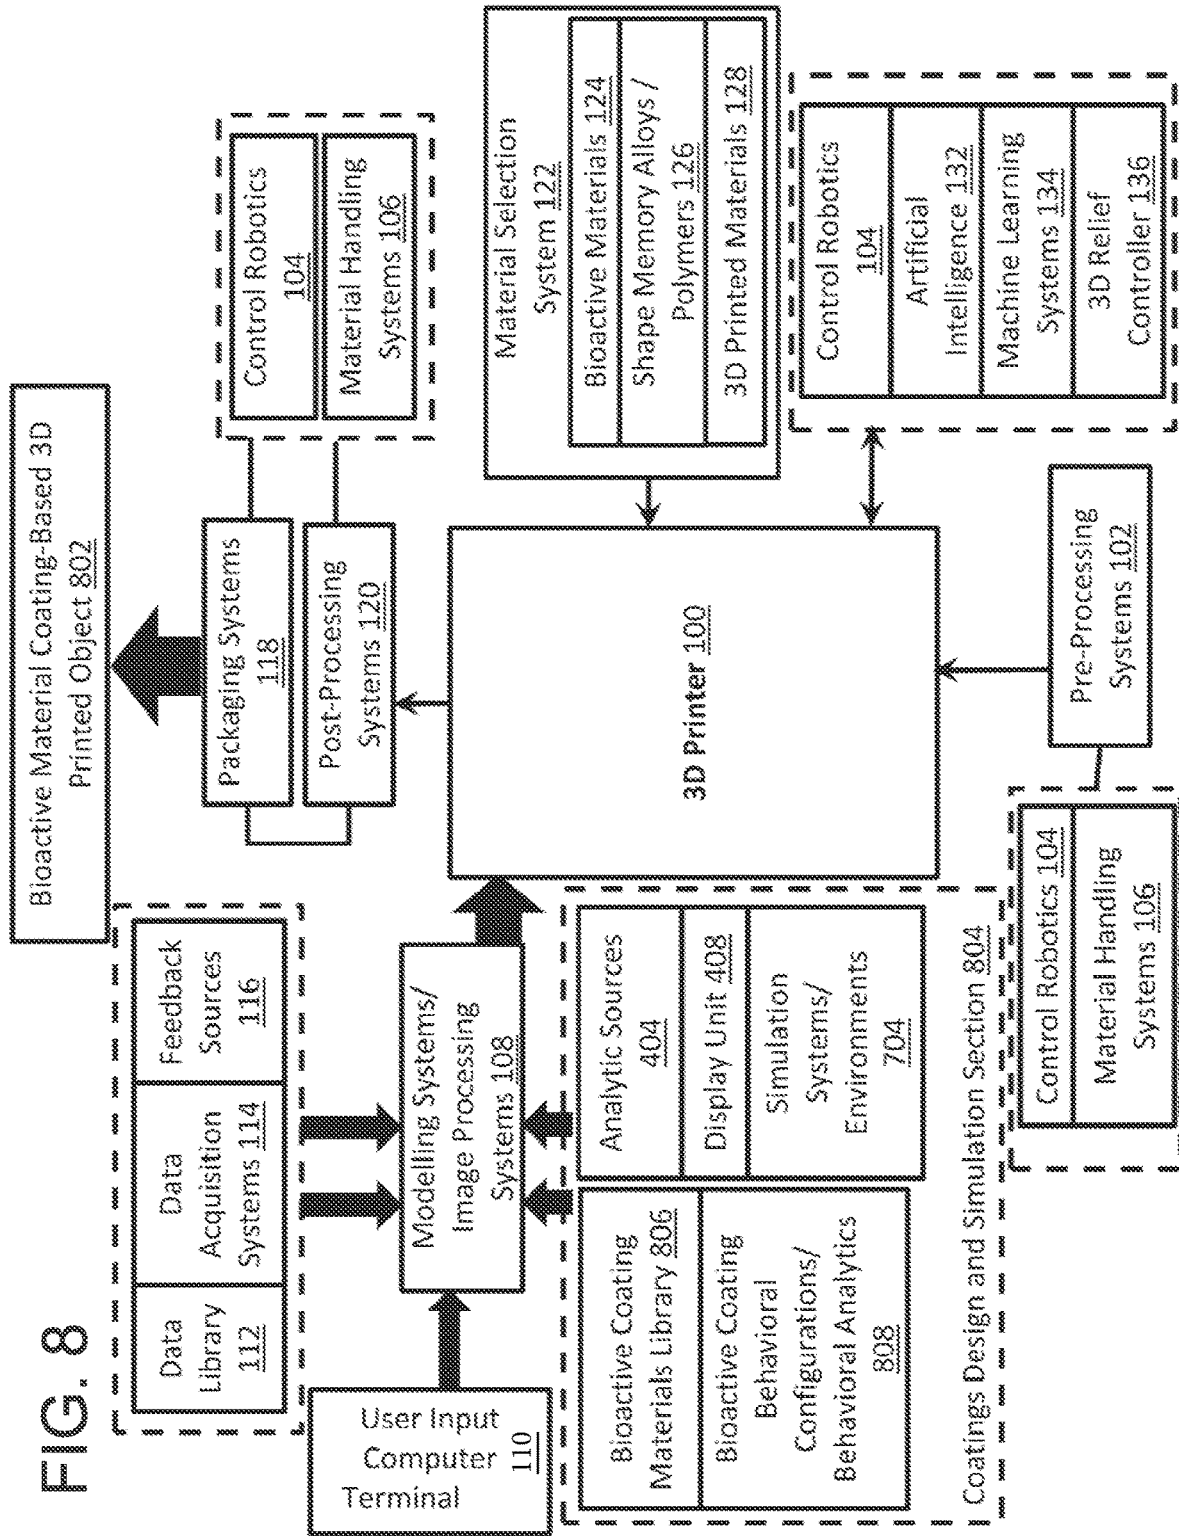 FIG. 8
Data
Library
112
Data
Acquisition
Systems 114
Feedback
Sources
116
Bioactive Material Coating-Based 3D
Printed Object 802
User Input
Computer
Terminal
110
Modelling Systems/
Image Processing
Systems 108
Packaging Systems
118
Post-Processing
Systems 120
Control Robotics
104
Material Handling
Systems 106
Bioactive Coating
Materials Library 806
Bioactive Coating
Behavioral
Configurations/
Behavioral Analytics
808
Analytic Sources
404
Display Unit 408
Simulation
Systems/
Environments
704
Coatings Design and Simulation Section 804
3D Printer 100
Material Selection
System 122
Bioactive Materials 124
Shape Memory Alloys /
Polymers 126
3D Printed Materials 128
Control Robotics
104
Artificial
Intelligence 132
Machine Learning
Systems 134
3D Relief
Controller 136
Control Robotics 104
Material Handling
Systems 106
Pre-Processing
Systems 102